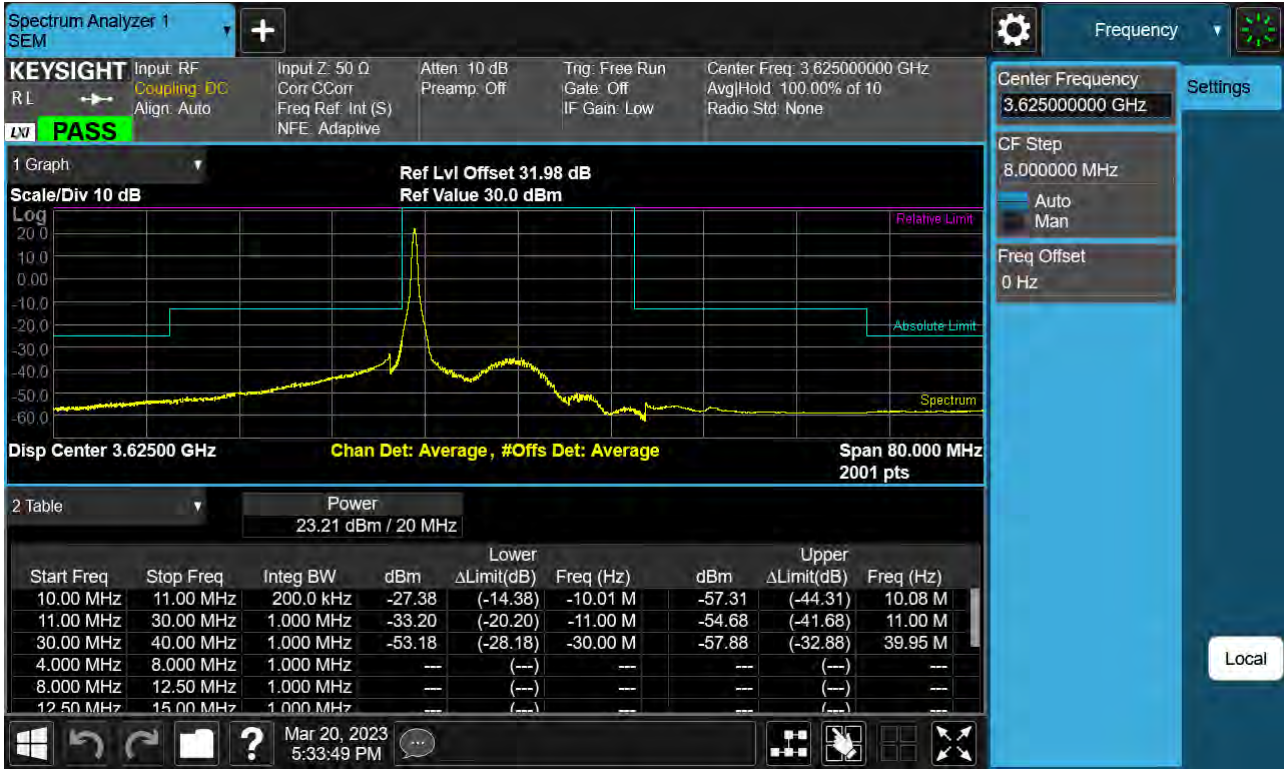 Spectrum Analyzer 1
SEM
Frequency
KEYSIGHT
R L
LXI
PASS
Input: RF
Coupling: DC
Align: Auto
Input Z: 50 Ω
Corr CCorr
Freq Ref: Int (S)
NFE: Adaptive
Atten: 10 dB
Preamp: Off
Trig: Free Run
Gate: Off
IF Gain: Low
Center Freq: 3.625000000 GHz
Avg|Hold: 100.00% of 10
Radio Std: None
Center Frequency
3.625000000 GHz
Settings
CF Step
8.000000 MHz
Auto
Man
Freq Offset
0 Hz
Local
1 Graph
Scale/Div 10 dB
Ref Lvl Offset 31.98 dB
Ref Value 30.0 dBm
Log
20.0
10.0
0.00
-10.0
-20.0
-30.0
-40.0
-50.0
-60.0
Relative Limit
Absolute Limit
Spectrum
Disp Center 3.62500 GHz
Chan Det: Average , #Offs Det: Average
Span 80.000 MHz
2001 pts
2 Table
Power
23.21 dBm / 20 MHz
Lower Upper
Start Freq Stop Freq Integ BW dBm ΔLimit(dB) Freq (Hz) dBm ΔLimit(dB) Freq (Hz)
10.00 MHz 11.00 MHz 200.0 kHz -27.38 (-14.38) -10.01 M -57.31 (-44.31) 10.08 M
11.00 MHz 30.00 MHz 1.000 MHz -33.20 (-20.20) -11.00 M -54.68 (-41.68) 11.00 M
30.00 MHz 40.00 MHz 1.000 MHz -53.18 (-28.18) -30.00 M -57.88 (-32.88) 39.95 M
4.000 MHz 8.000 MHz 1.000 MHz --- (---) --- --- (---) ---
8.000 MHz 12.50 MHz 1.000 MHz --- (---) --- --- (---) ---
12.50 MHz 15.00 MHz 1.000 MHz --- (---) --- --- (---) ---
Mar 20, 2023
5:33:49 PM